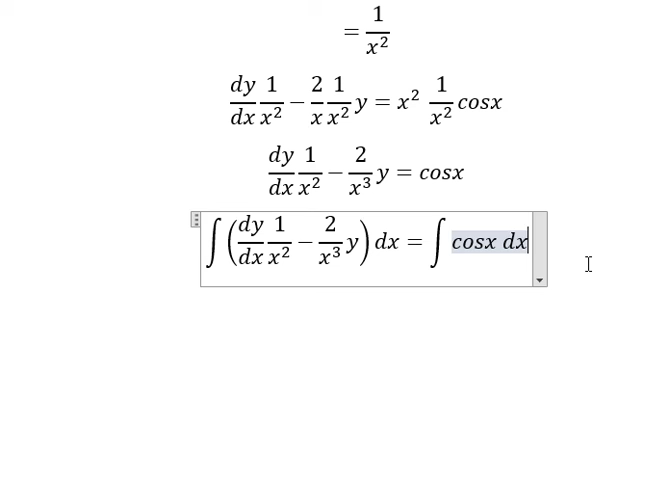 = 1/x²
dy/dx 1/x² − 2/x 1/x² y = x² 1/x² cosx
dy/dx 1/x² − 2/x³ y = cosx
∫(dy/dx 1/x² − 2/x³ y) dx = ∫ cosx dx